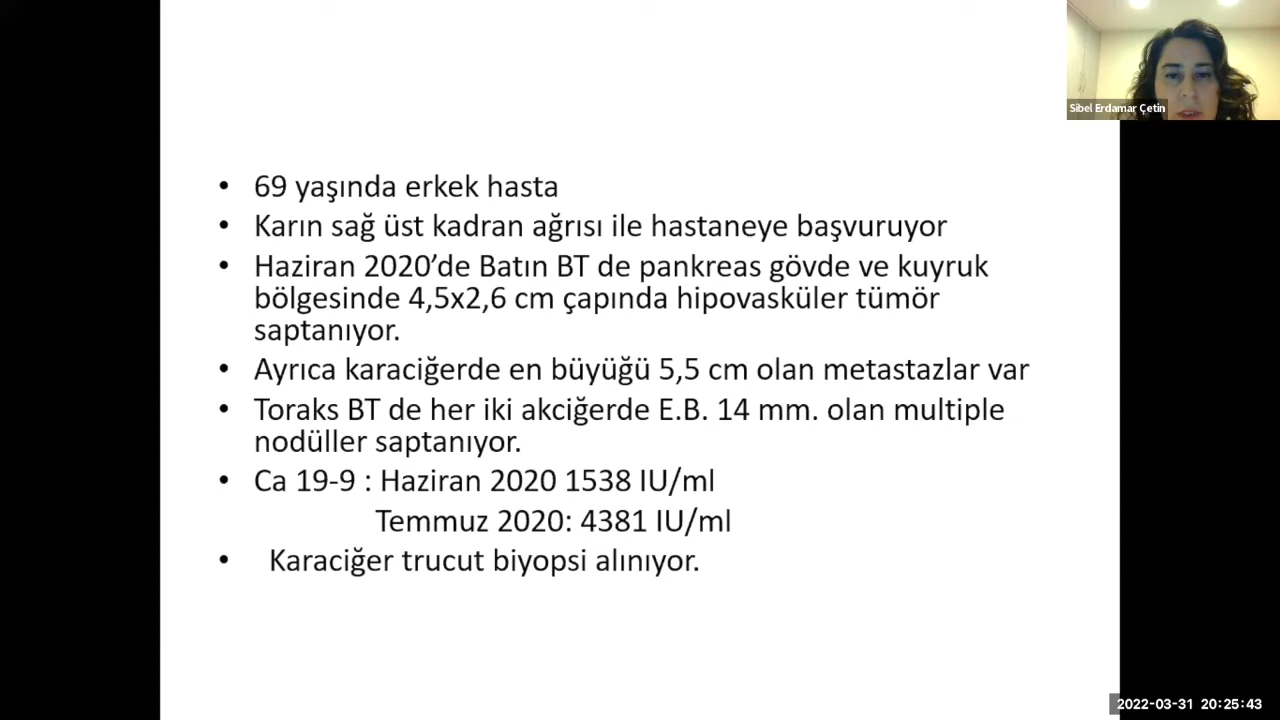 Sibel Erdamar Çetin
• 69 yaşında erkek hasta
• Karın sağ üst kadran ağrısı ile hastaneye başvuruyor
• Haziran 2020’de Batın BT de pankreas gövde ve kuyruk
bölgesinde 4,5x2,6 cm çapında hipovasküler tümör
saptanıyor.
• Ayrıca karaciğerde en büyüğü 5,5 cm olan metastazlar var
• Toraks BT de her iki akciğerde E.B. 14 mm. olan multiple
nodüller saptanıyor.
• Ca 19-9 : Haziran 2020 1538 IU/ml
Temmuz 2020: 4381 IU/ml
• Karaciğer trucut biyopsi alınıyor.
2022-03-31 20:25:43